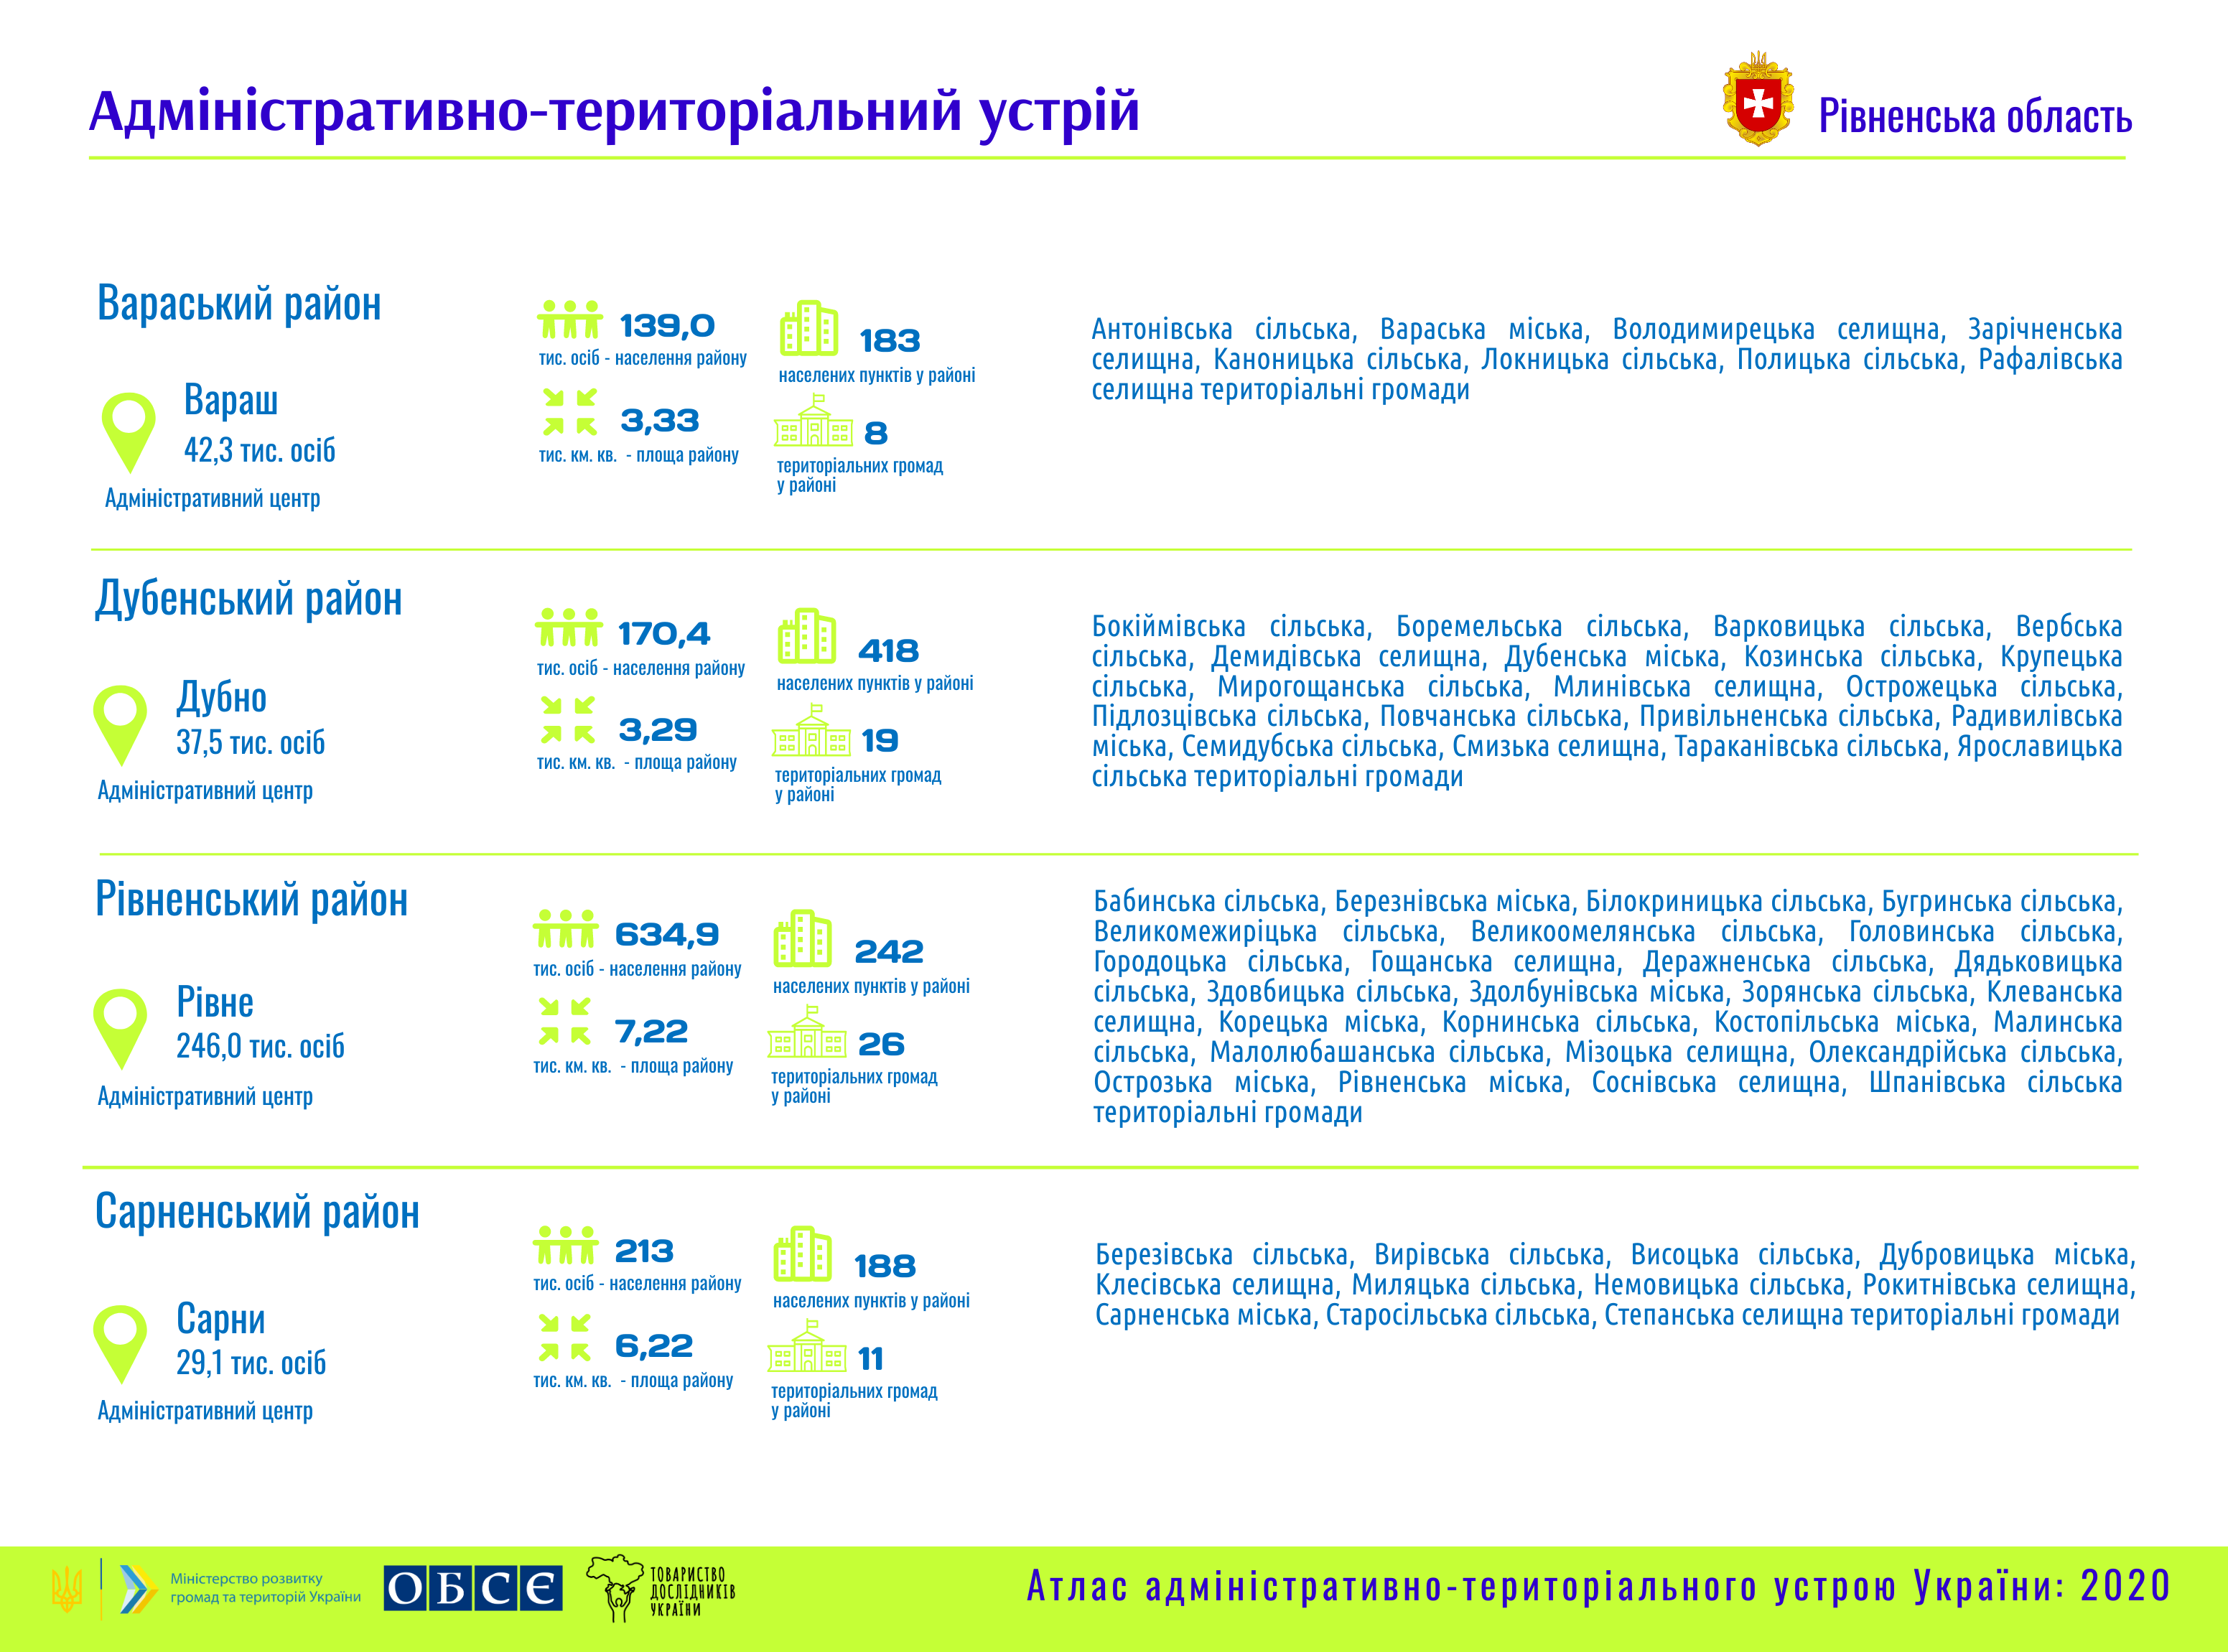 Адміністративно-територіальний устрій
Рівненська область
Вараський район
Вараш
42,3 тис. осіб
Адміністративний центр
139,0
тис. осіб - населення району
3,33
тис. км. кв. - площа району
183
населених пунктів у районі
8
територіальних громад
у районі
Антонівська сільська, Вараська міська, Володимирецька селищна, Зарічненська
селищна, Каноницька сільська, Локницька сільська, Полицька сільська, Рафалівська
селищна територіальні громади
Дубенський район
Дубно
37,5 тис. осіб
Адміністративний центр
170,4
тис. осіб - населення району
3,29
тис. км. кв. - площа району
418
населених пунктів у районі
19
територіальних громад
у районі
Бокіймівська сільська, Боремельська сільська, Варковицька сільська, Вербська
сільська, Демидівська селищна, Дубенська міська, Козинська сільська, Крупецька
сільська, Мирогощанська сільська, Млинівська селищна, Острожецька сільська,
Підлозцівська сільська, Повчанська сільська, Привільненська сільська, Радивилівська
міська, Семидубська сільська, Смизька селищна, Тараканівська сільська, Ярославицька
сільська територіальні громади
Рівненський район
Рівне
246,0 тис. осіб
Адміністративний центр
634,9
тис. осіб - населення району
7,22
тис. км. кв. - площа району
242
населених пунктів у районі
26
територіальних громад
у районі
Бабинська сільська, Березнівська міська, Білокриницька сільська, Бугринська сільська,
Великомежиріцька сільська, Великоомелянська сільська, Головинська сільська,
Городоцька сільська, Гощанська селищна, Деражненська сільська, Дядьковицька
сільська, Здовбицька сільська, Здолбунівська міська, Зорянська сільська, Клеванська
селищна, Корецька міська, Корнинська сільська, Костопільська міська, Малинська
сільська, Малолюбашанська сільська, Мізоцька селищна, Олександрійська сільська,
Острозька міська, Рівненська міська, Соснівська селищна, Шпанівська сільська
територіальні громади
Сарненський район
Сарни
29,1 тис. осіб
Адміністративний центр
213
тис. осіб - населення району
6,22
тис. км. кв. - площа району
188
населених пунктів у районі
11
територіальних громад
у районі
Березівська сільська, Вирівська сільська, Висоцька сільська, Дубровицька міська,
Клесівська селищна, Миляцька сільська, Немовицька сільська, Рокитнівська селищна,
Сарненська міська, Старосільська сільська, Степанська селищна територіальні громади
Міністерство розвитку
громад та територій України
ОБСЄ
ТОВАРИСТВО
ДОСЛІДНИКІВ
УКРАЇНИ
Атлас адміністративно-територіального устрою України: 2020